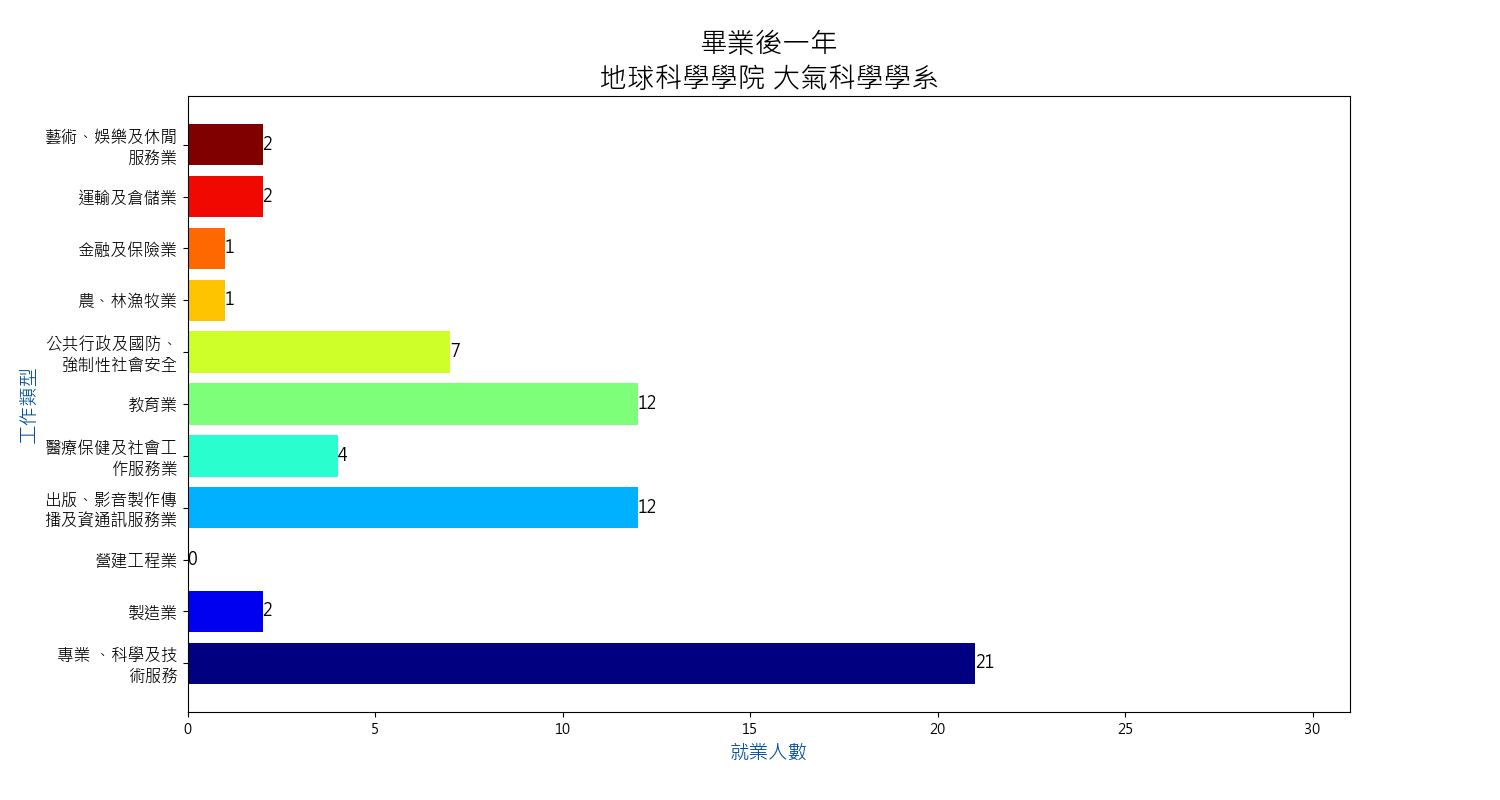 畢業後一年
地球科學學院 大氣科學學系
藝術、娛樂及休閒
服務業
2
運輸及倉儲業
2
金融及保險業
1
農、林漁牧業
1
公共行政及國防、
強制性社會安全
7
教育業
12
醫療保健及社會工
作服務業
4
出版、影音製作傳
播及資通訊服務業
12
營建工程業
0
製造業
2
專業 、科學及技
術服務
21
工作類型
0 5 10 15 20 25 30
就業人數